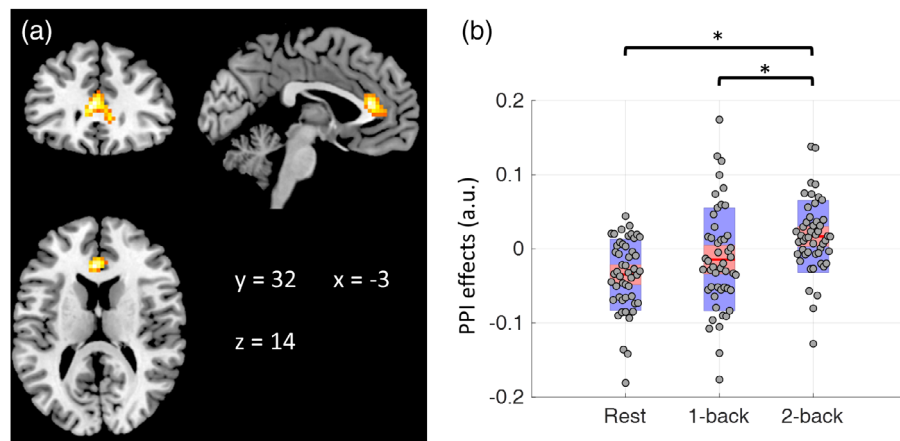 (a)
y = 32 x = -3
z = 14
(b)
*
*
PPI effects (a.u.)
0.2
0.1
0
-0.1
-0.2
Rest 1-back 2-back